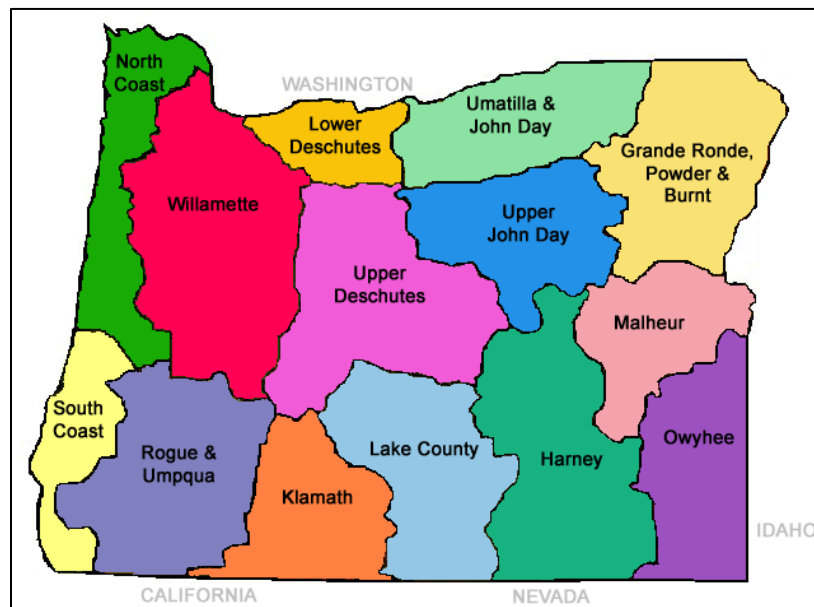 North
Coast
WASHINGTON
Umatilla &
John Day
Lower
Deschutes
Grande Ronde,
Powder &
Burnt
Willamette
Upper
John Day
Upper
Deschutes
Malheur
South
Coast
Owyhee
Rogue &
Umpqua
Lake County
Harney
Klamath
IDAHO
CALIFORNIA
NEVADA